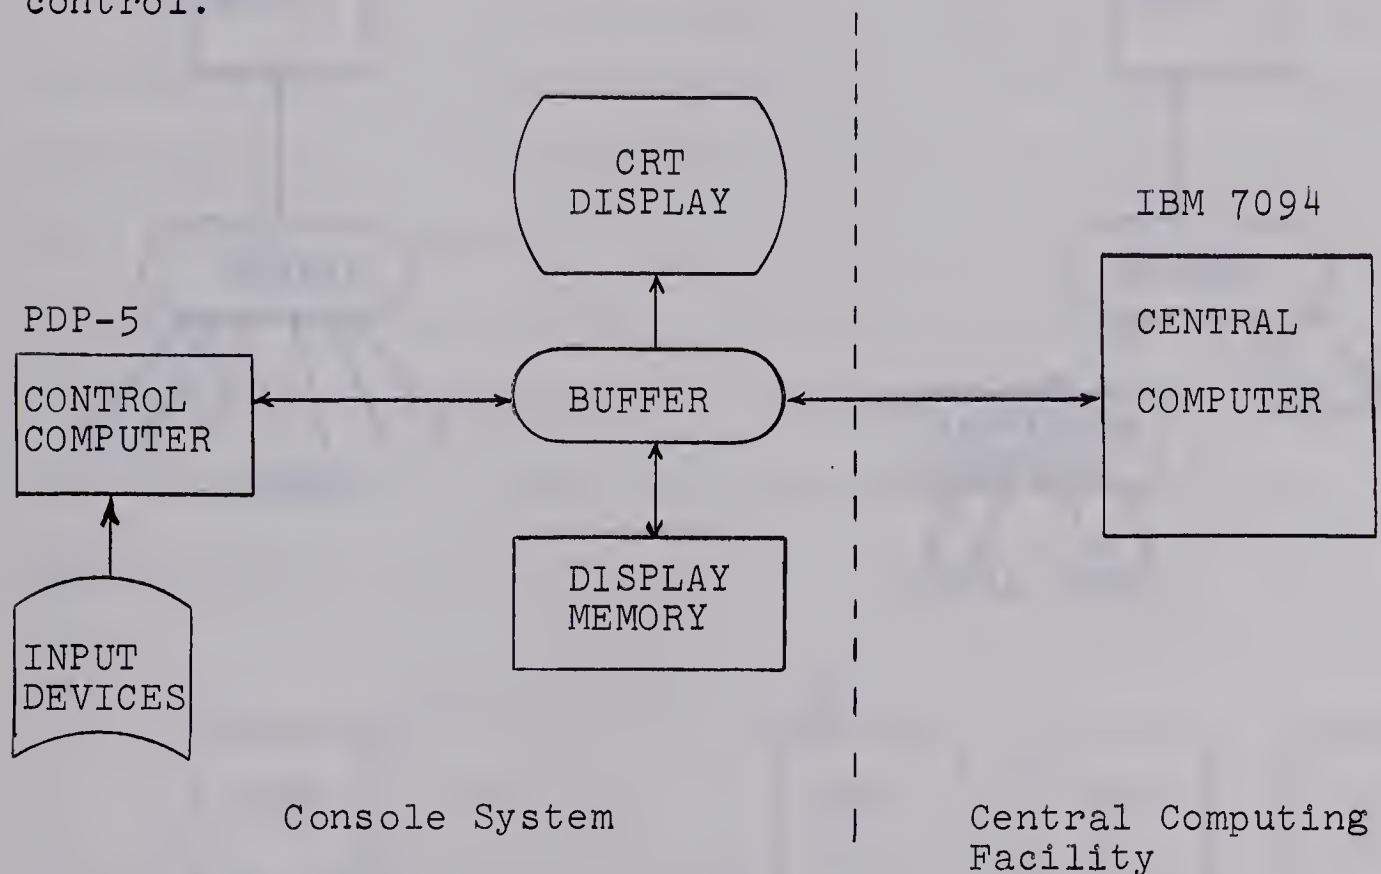 control.
CRT
DISPLAY
IBM 7094
PDP-5
CENTRAL
COMPUTER
CONTROL
COMPUTER
BUFFER
DISPLAY
MEMORY
INPUT
DEVICES
Console System
Central Computing
Facility